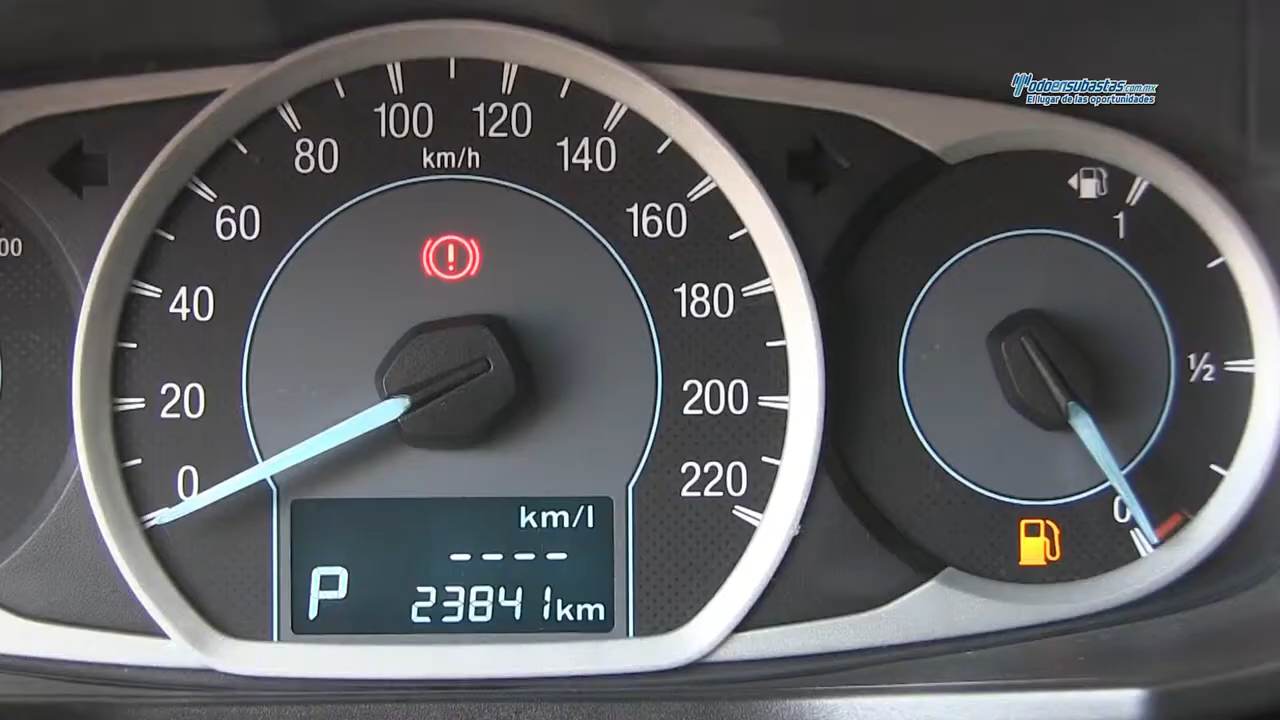 odoensubastas.com.mx
El lugar de las oportunidades
00
0
20
40
60
80
100
120
140
160
180
200
220
km/h
km/l
----
P
23841km
1
½
0